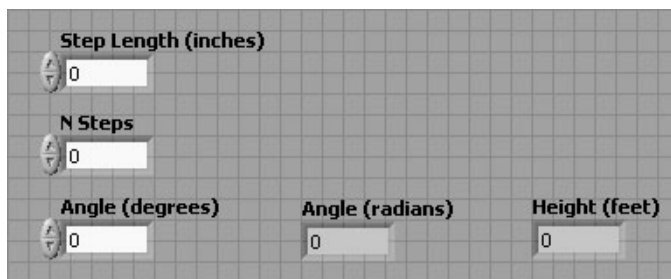 Step Length (inches)
0
N Steps
0
Angle (degrees) Angle (radians) Height (feet)
0 0 0